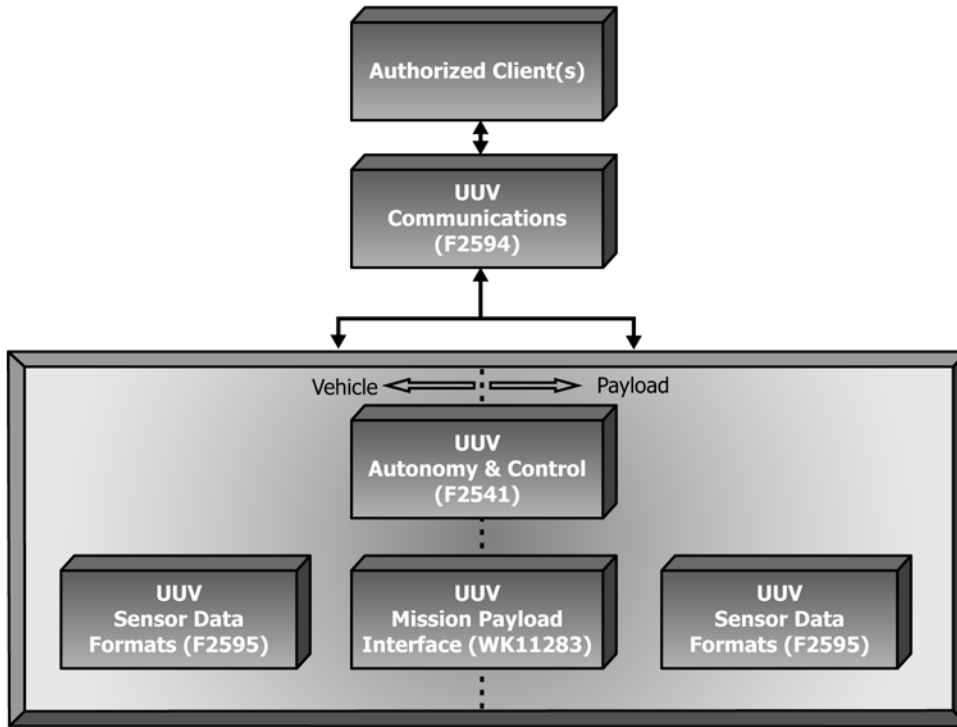 Authorized Client(s)
UUV
Communications
(F2594)
Vehicle
Payload
UUV
Autonomy & Control
(F2541)
UUV
Sensor Data
Formats (F2595)
UUV
Mission Payload
Interface (WK11283)
UUV
Sensor Data
Formats (F2595)